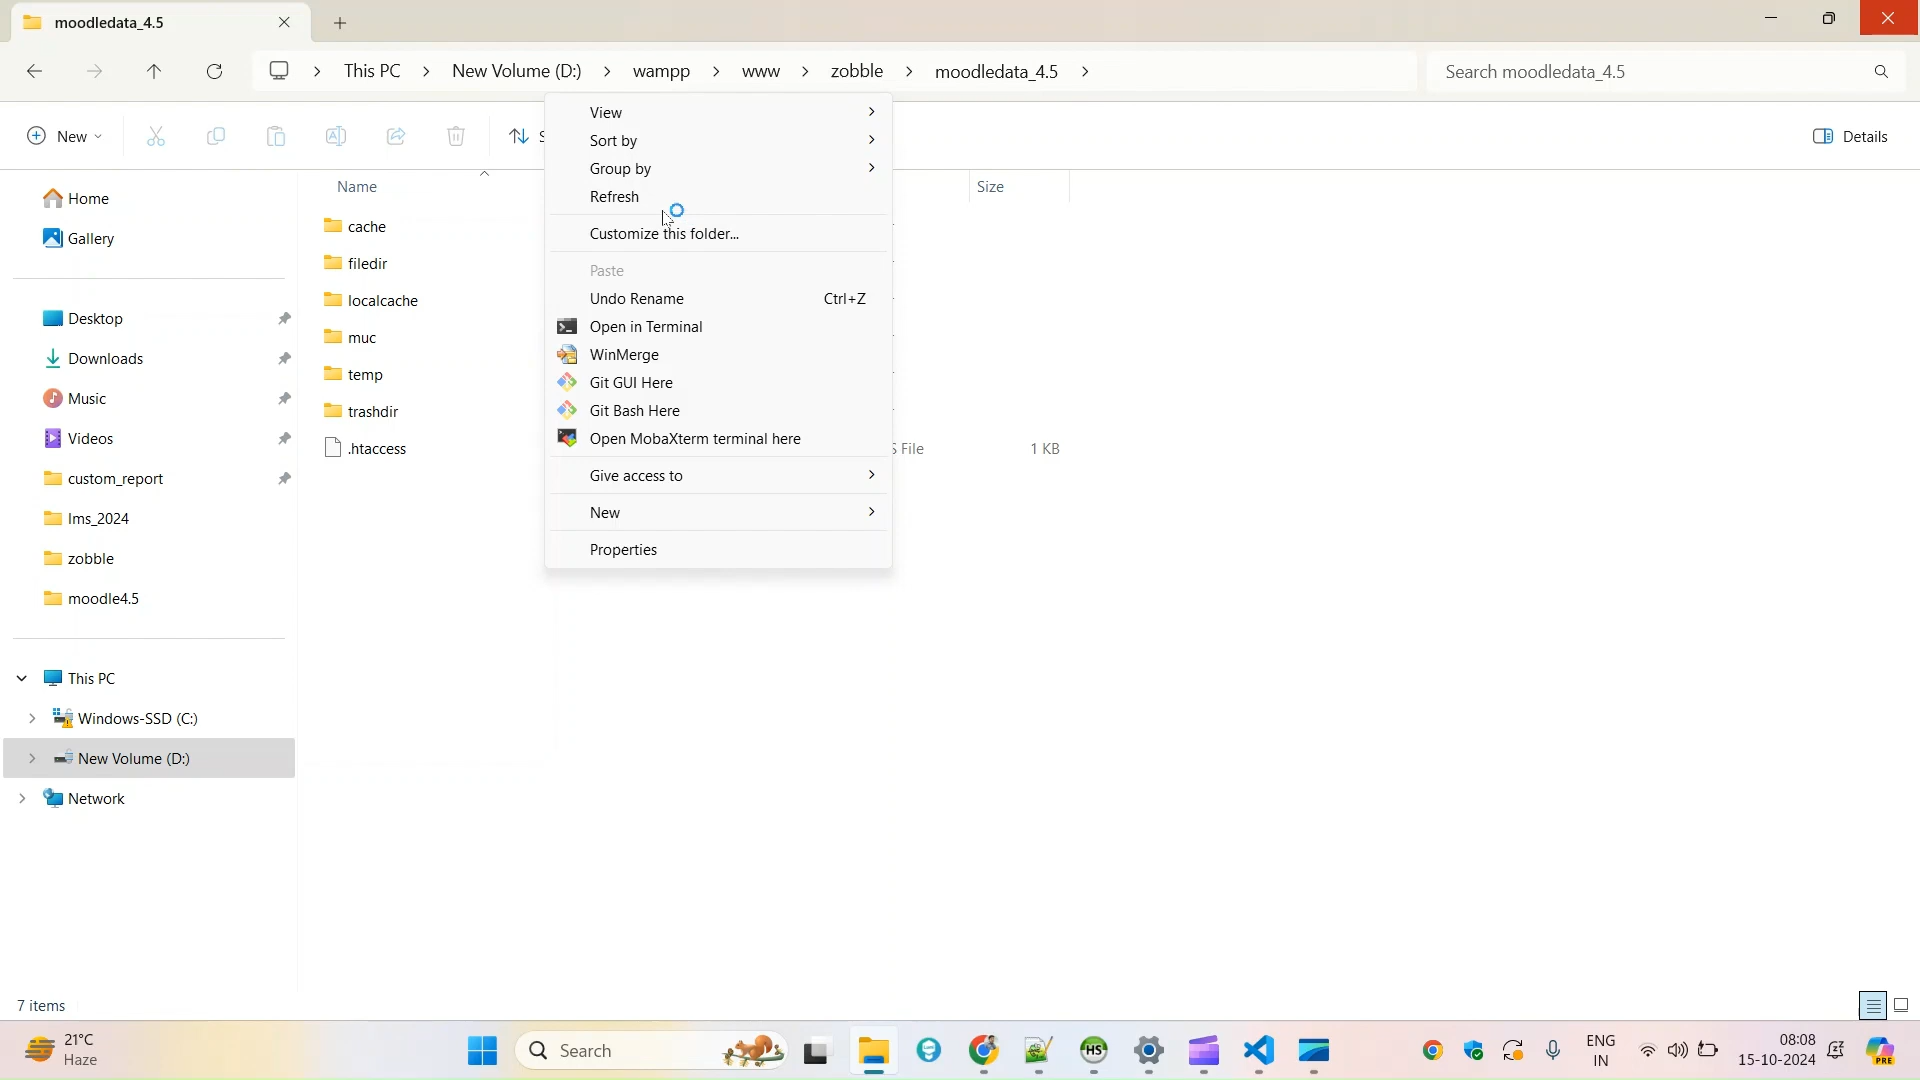 moodledata_4.5
This PC
New Volume (D:)
wampp
www
zobble
moodledata_4.5
Search moodledata_4.5
New
Details
View
Sort by
Group by
Refresh
Customize this folder...
Paste
Undo Rename Ctrl+Z
Open in Terminal
WinMerge
Git GUI Here
Git Bash Here
Open MobaXterm terminal here
Give access to
New
Properties
Name
Size
cache
filedir
localcache
muc
temp
trashdir
.htaccess
File
1 KB
Home
Gallery
Desktop
Downloads
Music
Videos
custom_report
lms_2024
zobble
moodle4.5
This PC
Windows-SSD (C:)
New Volume (D:)
Network
7 items
21°C
Haze
Search
HS
ENG
IN
08:08
15-10-2024
PRE